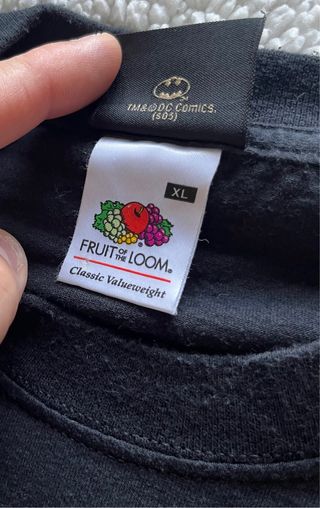 TM&©DC Comics.
(s05)
XL
FRUIT OF THE LOOM®
Classic Valueweight